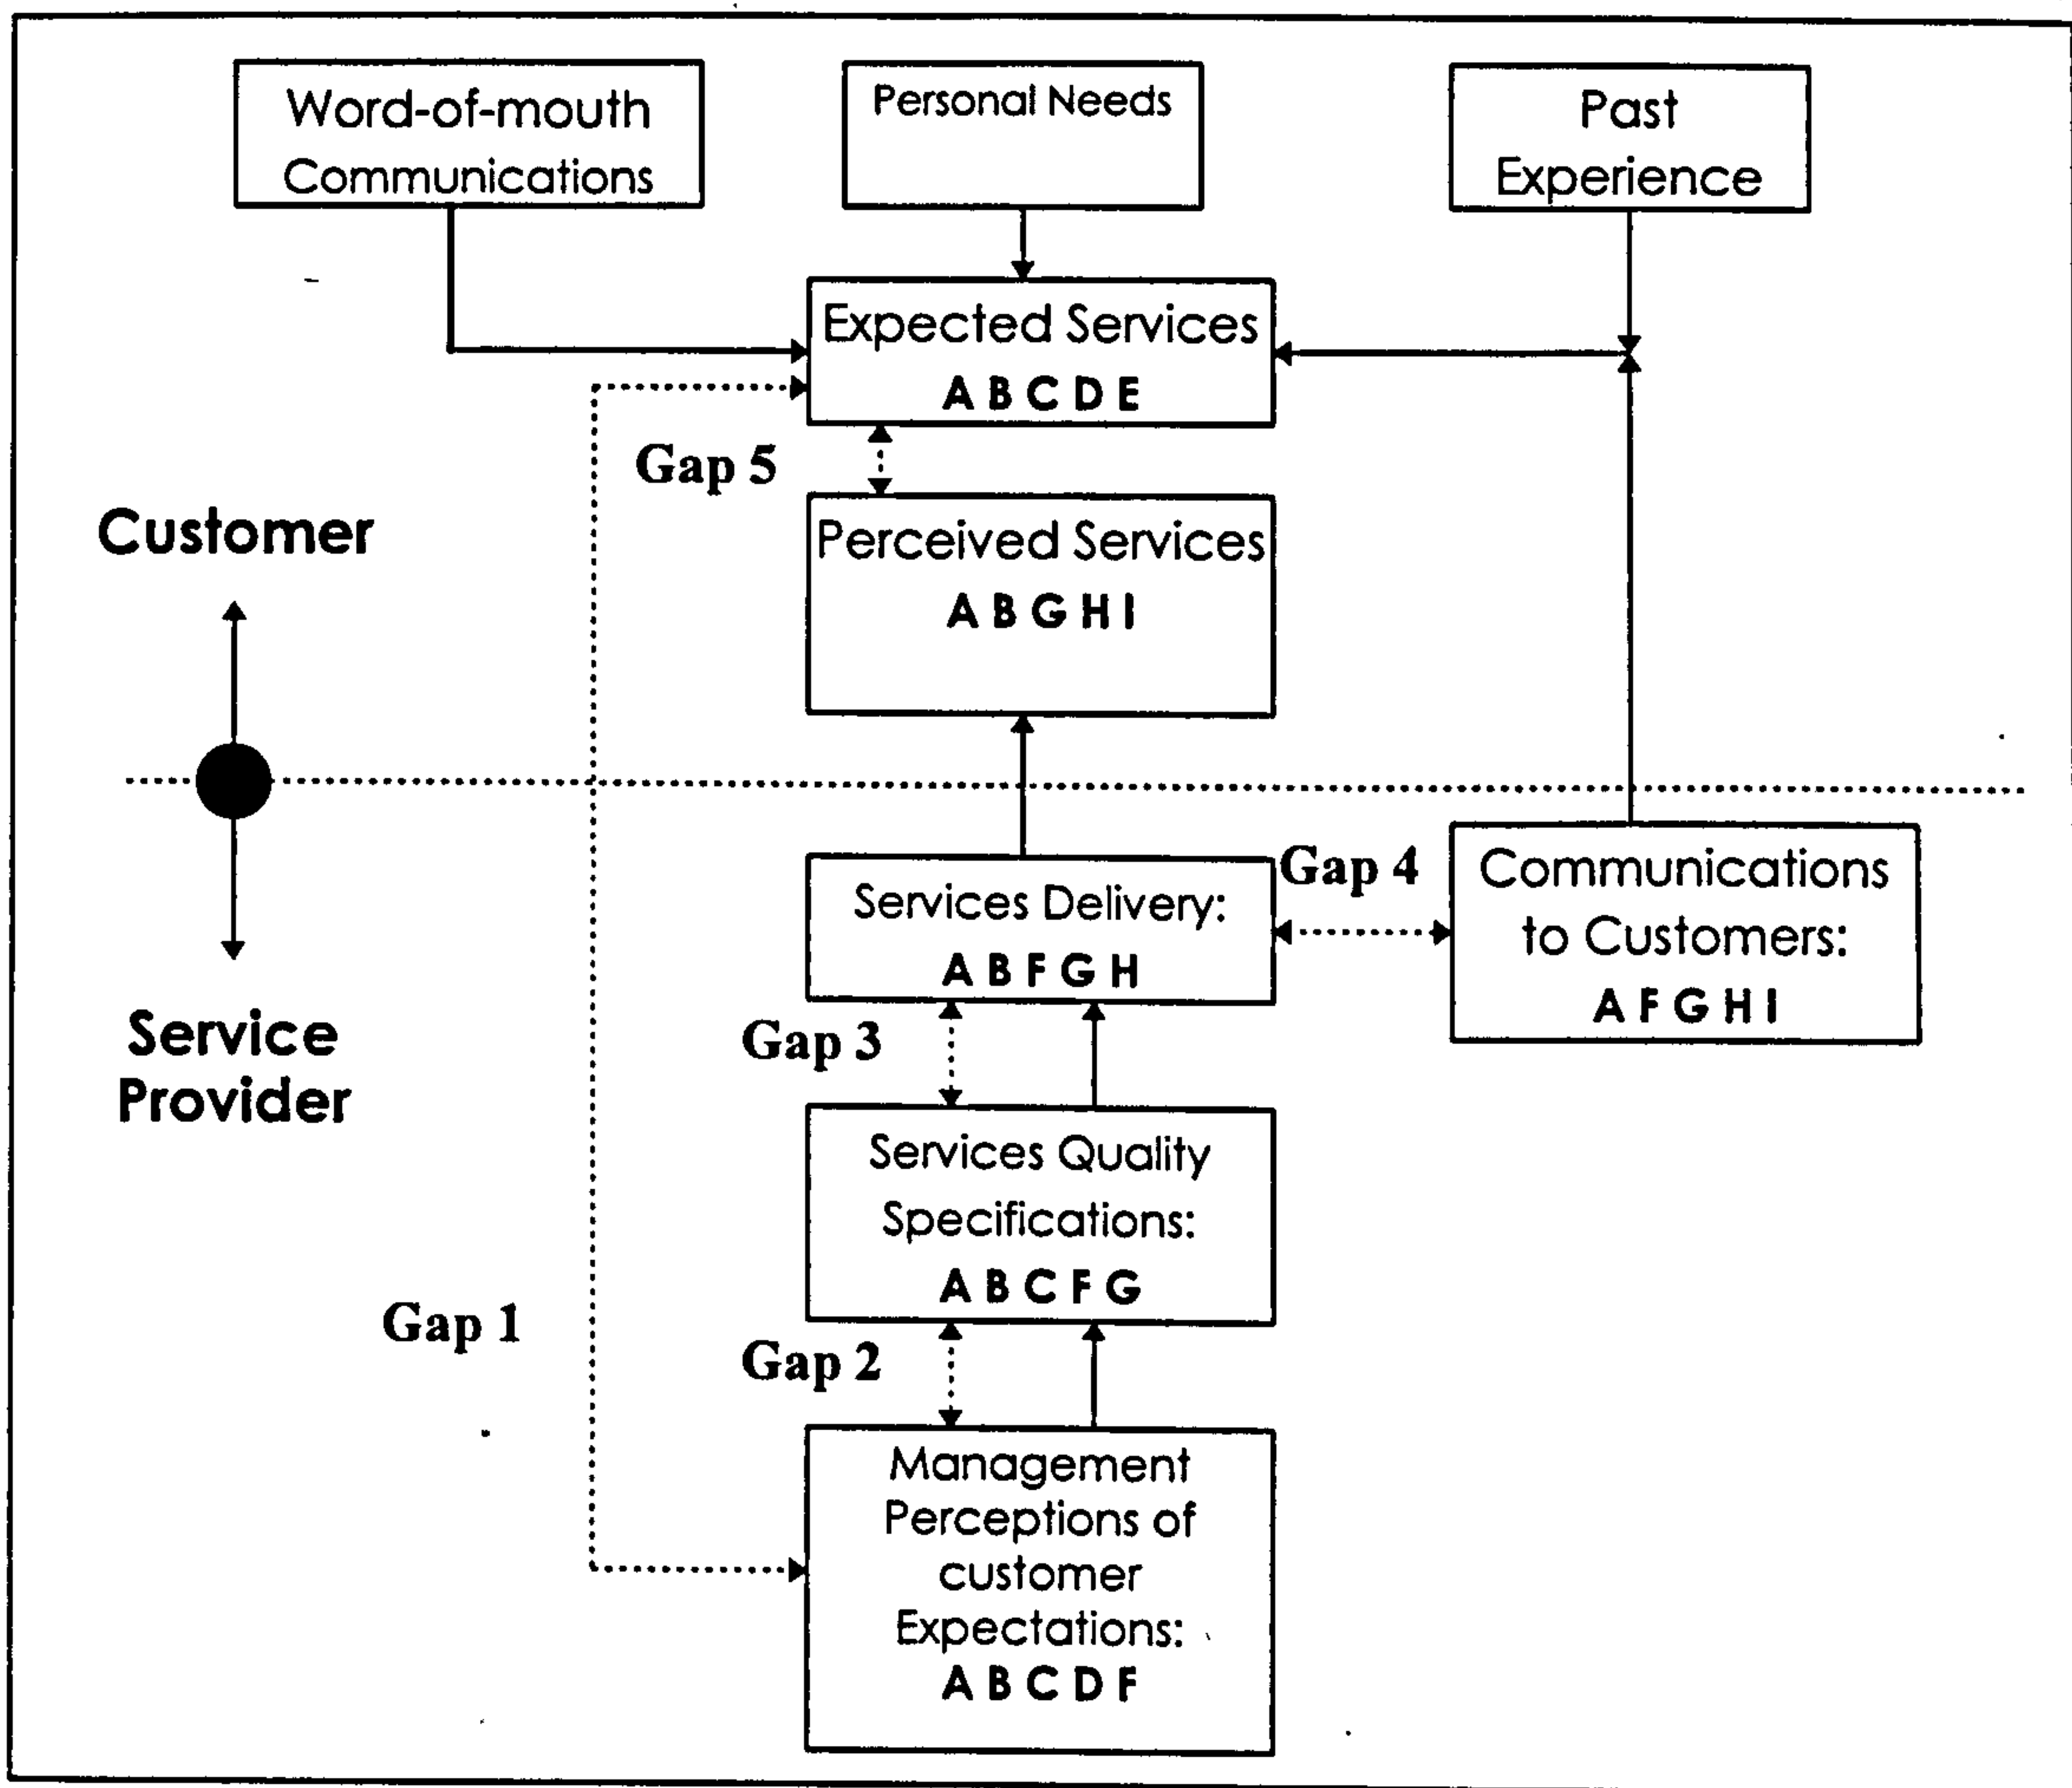 Word-of-mouth
Communications
Personal Needs
Past
Experience
Expected Services
A B C D E
Gap 5
Customer
Perceived Services
A B G H I
Gap 4
Services Delivery:
A B F G H
Communications
to Customers:
A F G H I
Service
Provider
Gap 3
Services Quality
Specifications:
A B C F G
Gap 1
Gap 2
Management
Perceptions of
customer
Expectations:
A B C D F